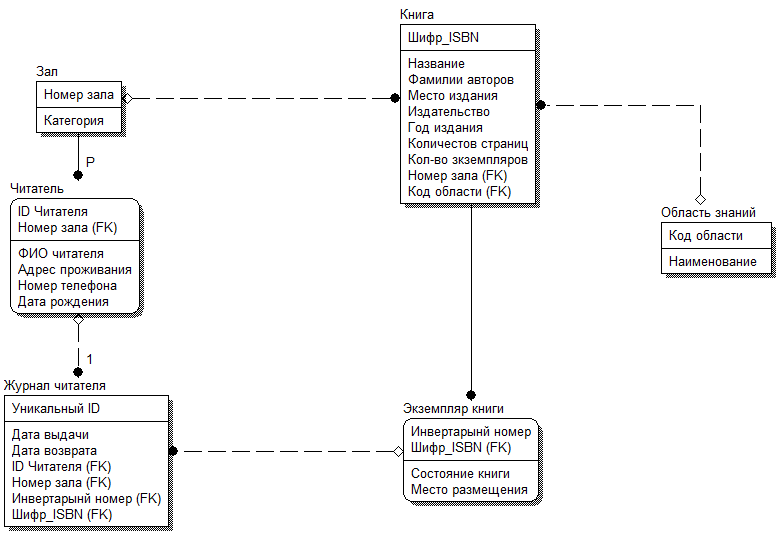 Книга
Шифр_ISBN
Название
Фамилии авторов
Место издания
Издательство
Год издания
Количестов страниц
Кол-во зкземпляров
Номер зала (FK)
Код области (FK)
Зал
Номер зала
Категория
P
Читатель
ID Читателя
Номер зала (FK)
ФИО читателя
Адрес проживания
Номер телефона
Дата рождения
Область знаний
Код области
Наименование
1
Журнал читателя
Уникальный ID
Дата выдачи
Дата возврата
ID Читателя (FK)
Номер зала (FK)
Инвертарынй номер (FK)
Шифр_ISBN (FK)
Экземпляр книги
Инвертарынй номер
Шифр_ISBN (FK)
Состояние книги
Место размещения